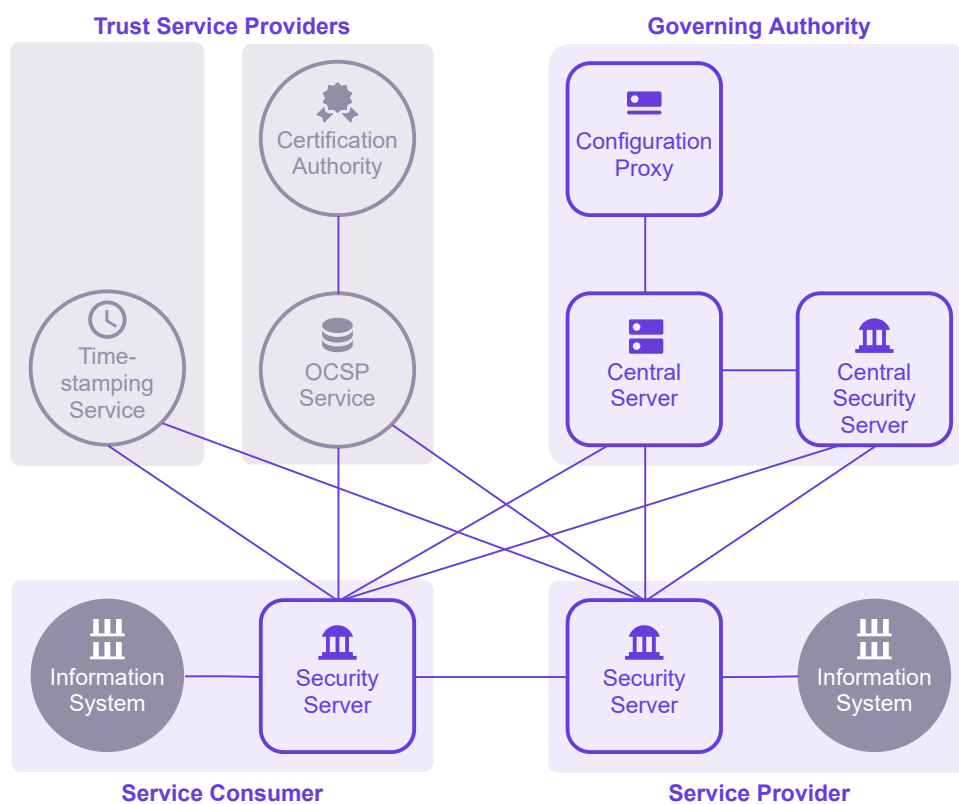 Trust Service Providers
Governing Authority
Certification
Authority
Configuration
Proxy
Time-
stamping
Service
OCSP
Service
Central
Server
Central
Security
Server
Information
System
Security
Server
Security
Server
Information
System
Service Consumer
Service Provider